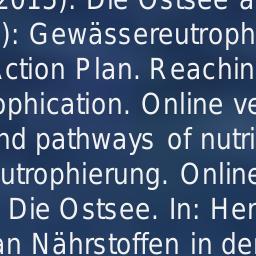 2015). Die Ostsee a
): Gewässereutroph
Action Plan. Reachin
ophication. Online ve
nd pathways of nutri
utrophierung. Online
Die Ostsee. In: Her
an Nährstoffen in de